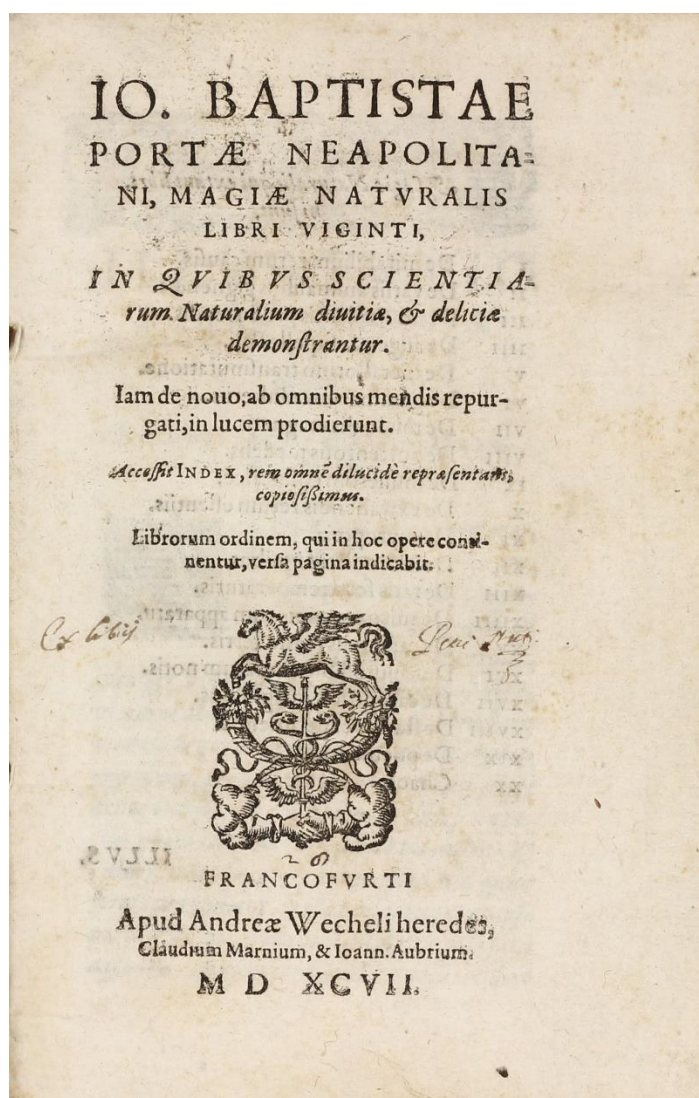 IO. BAPTISTAE
PORTÆ NEAPOLITA-
NI, MAGIÆ NATVRALIS
LIBRI VIGINTI,
IN QVIBVS SCIENTIA-
rum Naturalium diuitiæ, & deliciæ
demonſtrantur.
Iam de nouo, ab omnibus mendis repur-
gati, in lucem prodierunt.
Acceſſit INDEX, rem omnē dilucidè repræſentans,
copioſiſsimus.
Librorum ordinem, qui in hoc opere conti-
nentur, verſa pagina indicabit.
Ex libris
FRANCOFVRTI
Apud Andreæ Wecheli heredes,
Claudium Marnium, & Ioann. Aubrium.
M D XCVII.